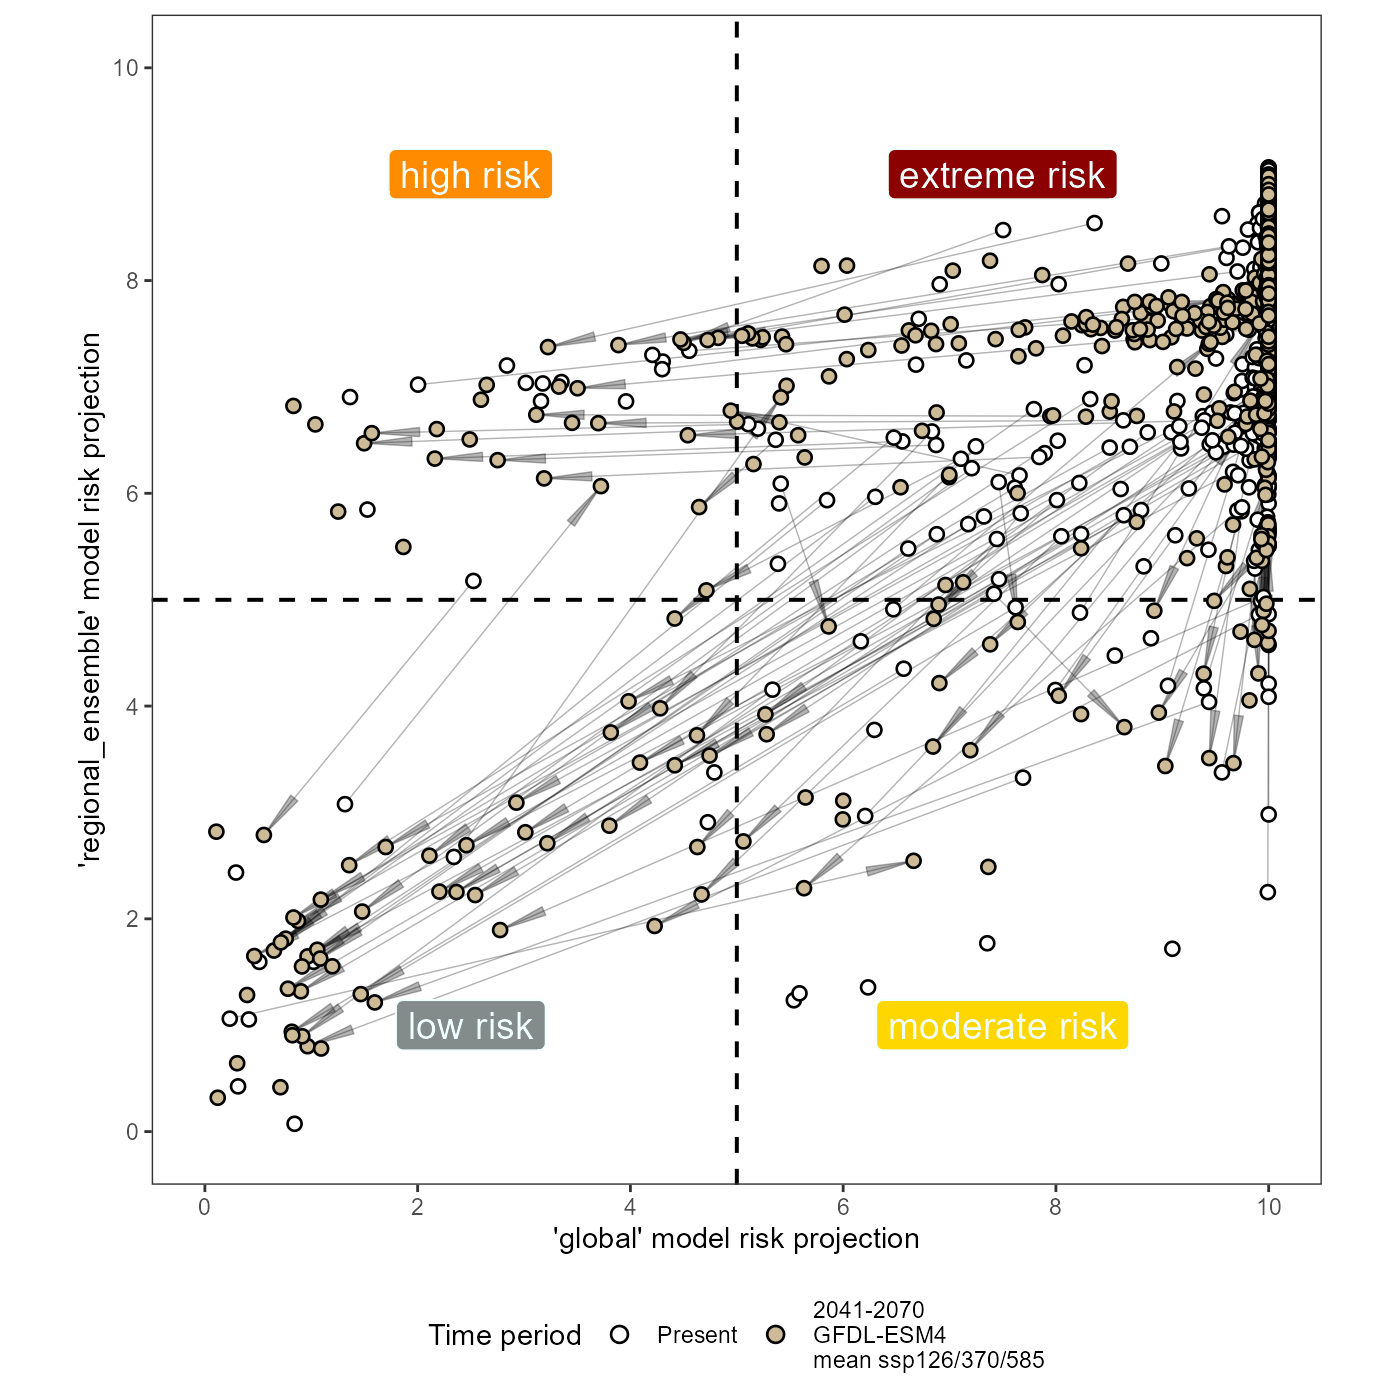 10
8
6
4
2
0
high risk
extreme risk
low risk
moderate risk
'regional_ensemble' model risk projection
0
2
4
6
8
10
'global' model risk projection
Time period
Present
2041-2070
GFDL-ESM4
mean ssp126/370/585